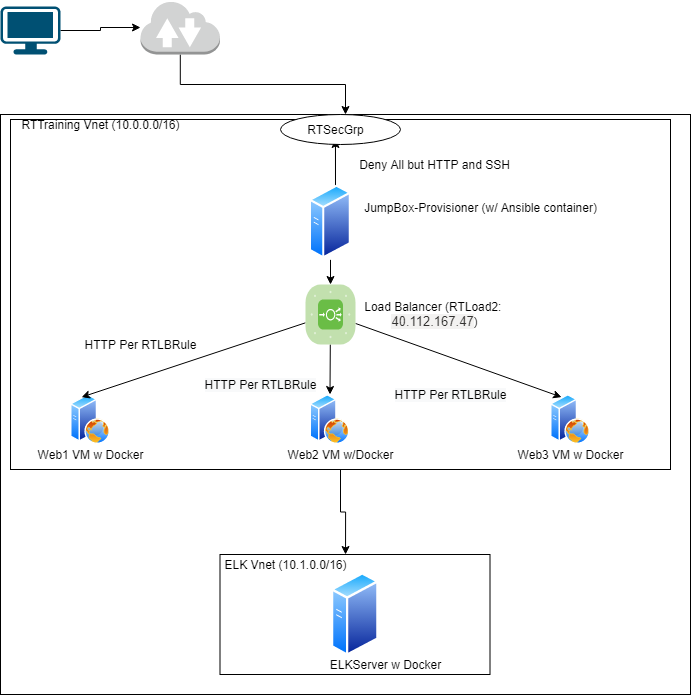 RTTraining Vnet (10.0.0.0/16)
RTSecGrp
Deny All but HTTP and SSH
JumpBox-Provisioner (w/ Ansible container)
Load Balancer (RTLoad2:
40.112.167.47)
HTTP Per RTLBRule
HTTP Per RTLBRule
HTTP Per RTLBRule
Web1 VM w Docker
Web2 VM w/Docker
Web3 VM w Docker
ELK Vnet (10.1.0.0/16)
ELKServer w Docker